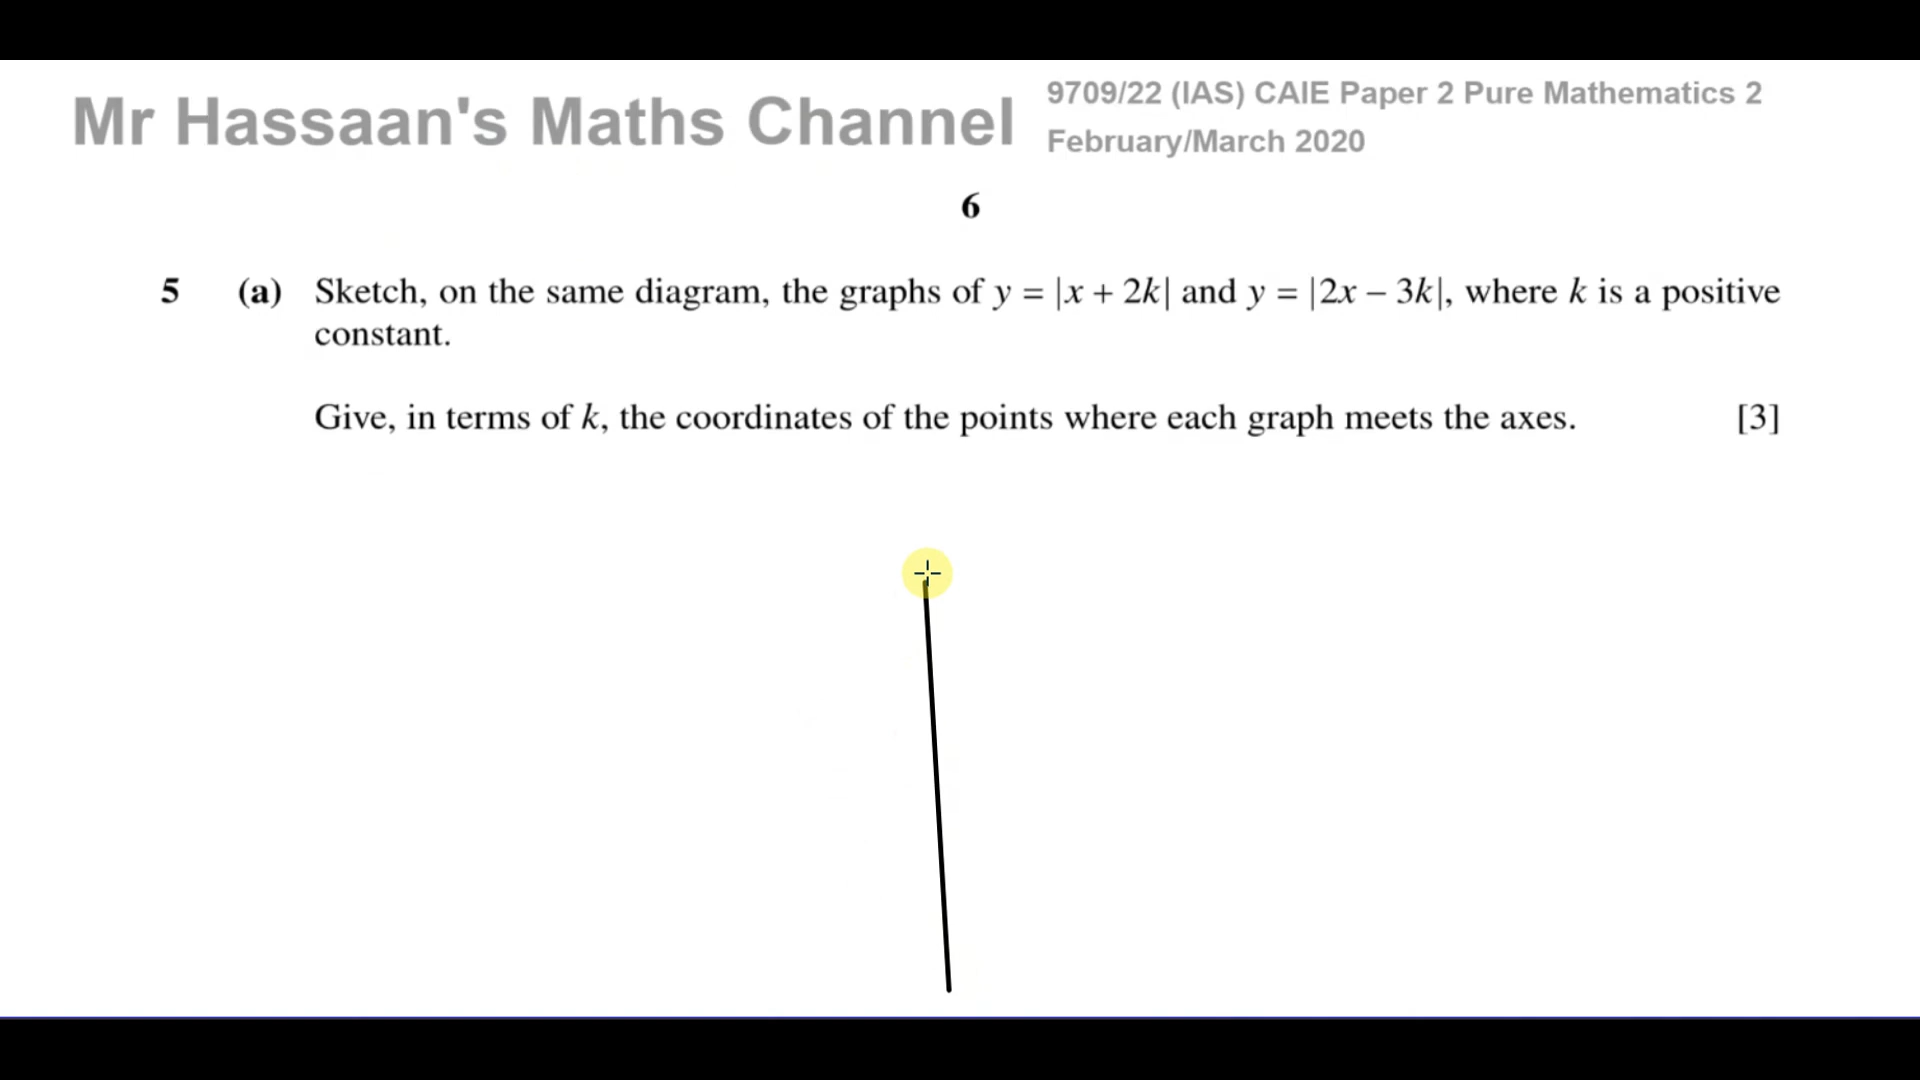 Mr Hassaan's Maths Channel
9709/22 (IAS) CAIE Paper 2 Pure Mathematics 2
February/March 2020
6
5 (a) Sketch, on the same diagram, the graphs of y = |x + 2k| and y = |2x − 3k|, where k is a positive
constant.
Give, in terms of k, the coordinates of the points where each graph meets the axes. [3]